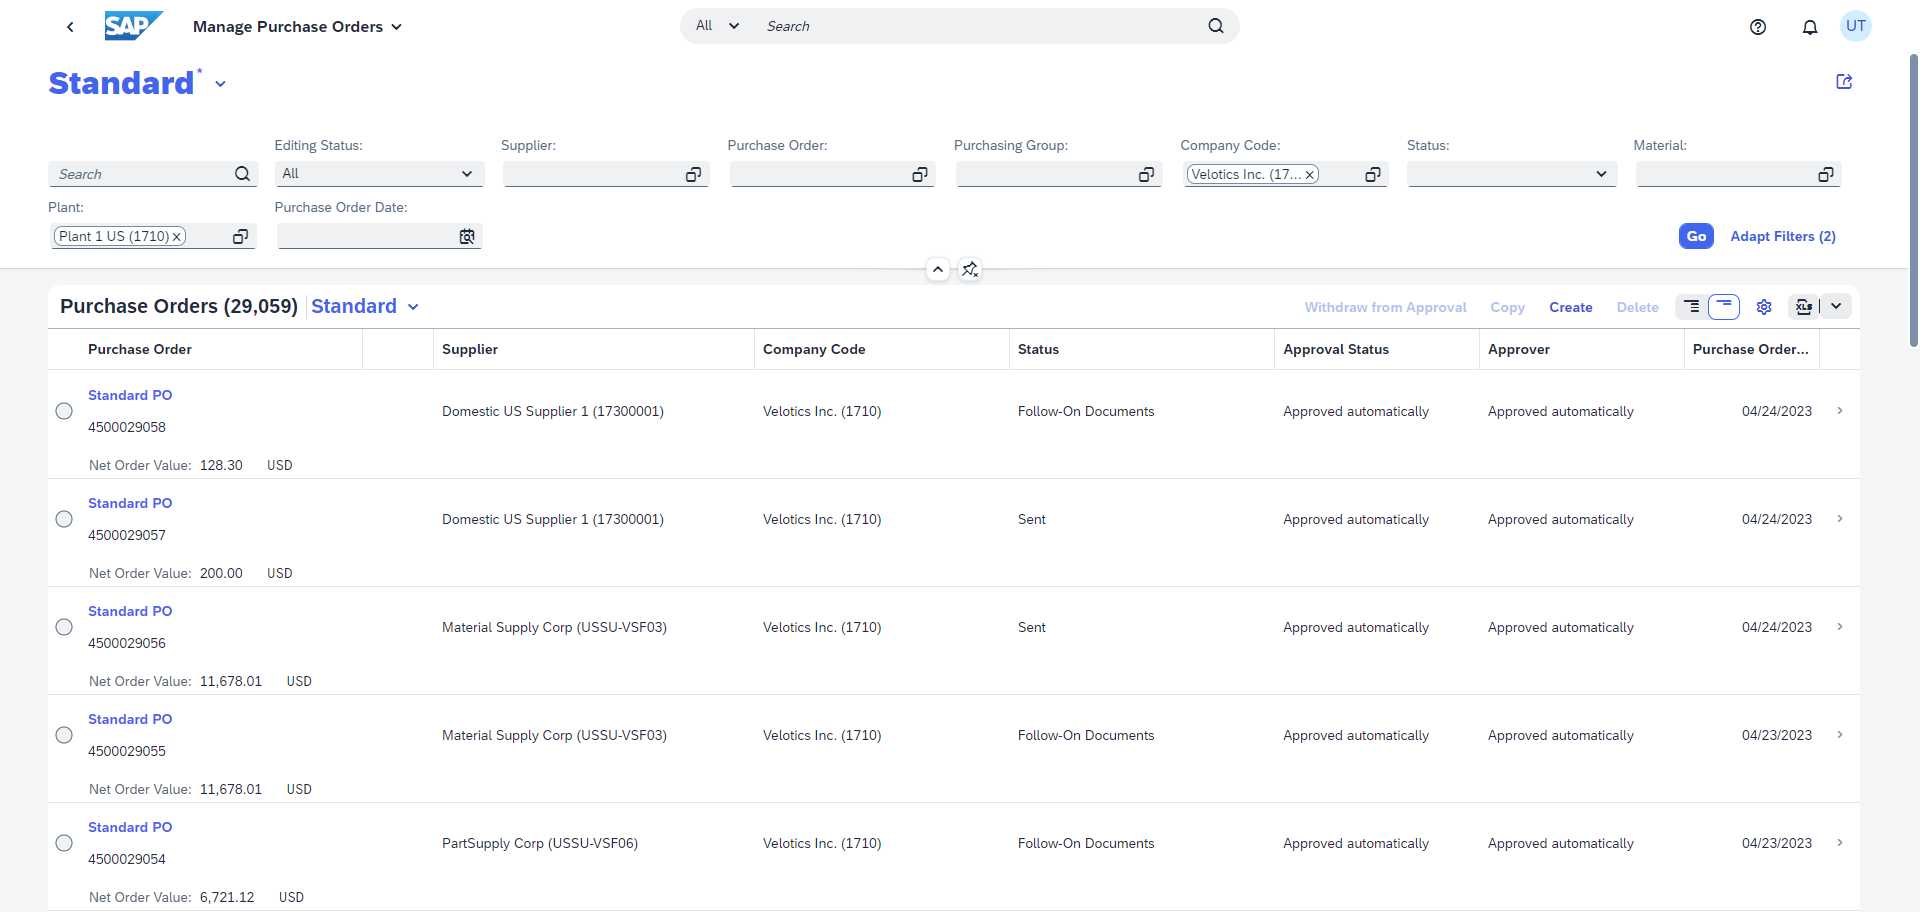 SAP
Manage Purchase Orders
All
Search
UT
Standard*
Editing Status:
Supplier:
Purchase Order:
Purchasing Group:
Company Code:
Status:
Material:
Search
All
Velotics Inc. (17...
Plant:
Purchase Order Date:
Plant 1 US (1710)
Go
Adapt Filters (2)
Purchase Orders (29,059)
Standard
Withdraw from Approval
Copy
Create
Delete
XLS
Purchase Order
Supplier
Company Code
Status
Approval Status
Approver
Purchase Order...
Standard PO
4500029058
Domestic US Supplier 1 (17300001)
Velotics Inc. (1710)
Follow-On Documents
Approved automatically
Approved automatically
04/24/2023
Net Order Value: 128.30 USD
Standard PO
4500029057
Domestic US Supplier 1 (17300001)
Velotics Inc. (1710)
Sent
Approved automatically
Approved automatically
04/24/2023
Net Order Value: 200.00 USD
Standard PO
4500029056
Material Supply Corp (USSU-VSF03)
Velotics Inc. (1710)
Sent
Approved automatically
Approved automatically
04/24/2023
Net Order Value: 11,678.01 USD
Standard PO
4500029055
Material Supply Corp (USSU-VSF03)
Velotics Inc. (1710)
Follow-On Documents
Approved automatically
Approved automatically
04/23/2023
Net Order Value: 11,678.01 USD
Standard PO
4500029054
PartSupply Corp (USSU-VSF06)
Velotics Inc. (1710)
Follow-On Documents
Approved automatically
Approved automatically
04/23/2023
Net Order Value: 6,721.12 USD